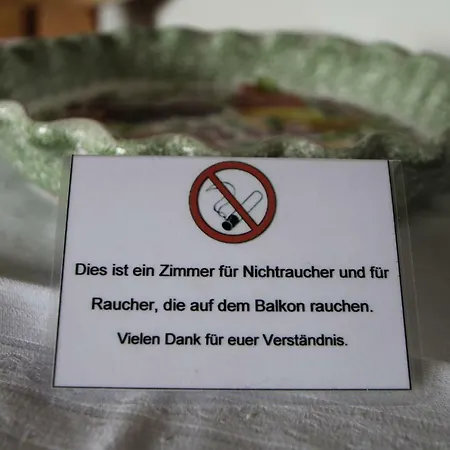 Dies ist ein Zimmer für Nichtraucher und für
Raucher, die auf dem Balkon rauchen.
Vielen Dank für euer Verständnis.